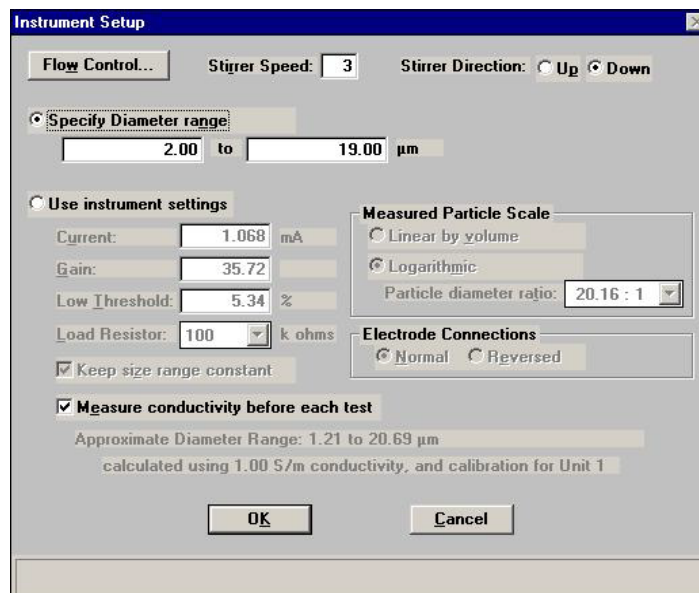 Instrument Setup
Flow Control... Stirrer Speed: 3 Stirrer Direction: Up Down
Specify Diameter range
2.00 to 19.00 µm
Use instrument settings
Current: 1.068 mA
Gain: 35.72
Low Threshold: 5.34 %
Load Resistor: 100 k ohms
Keep size range constant
Measured Particle Scale
Linear by volume
Logarithmic
Particle diameter ratio: 20.16 : 1
Electrode Connections
Normal Reversed
Measure conductivity before each test
Approximate Diameter Range: 1.21 to 20.69 µm
calculated using 1.00 S/m conductivity, and calibration for Unit 1
OK Cancel